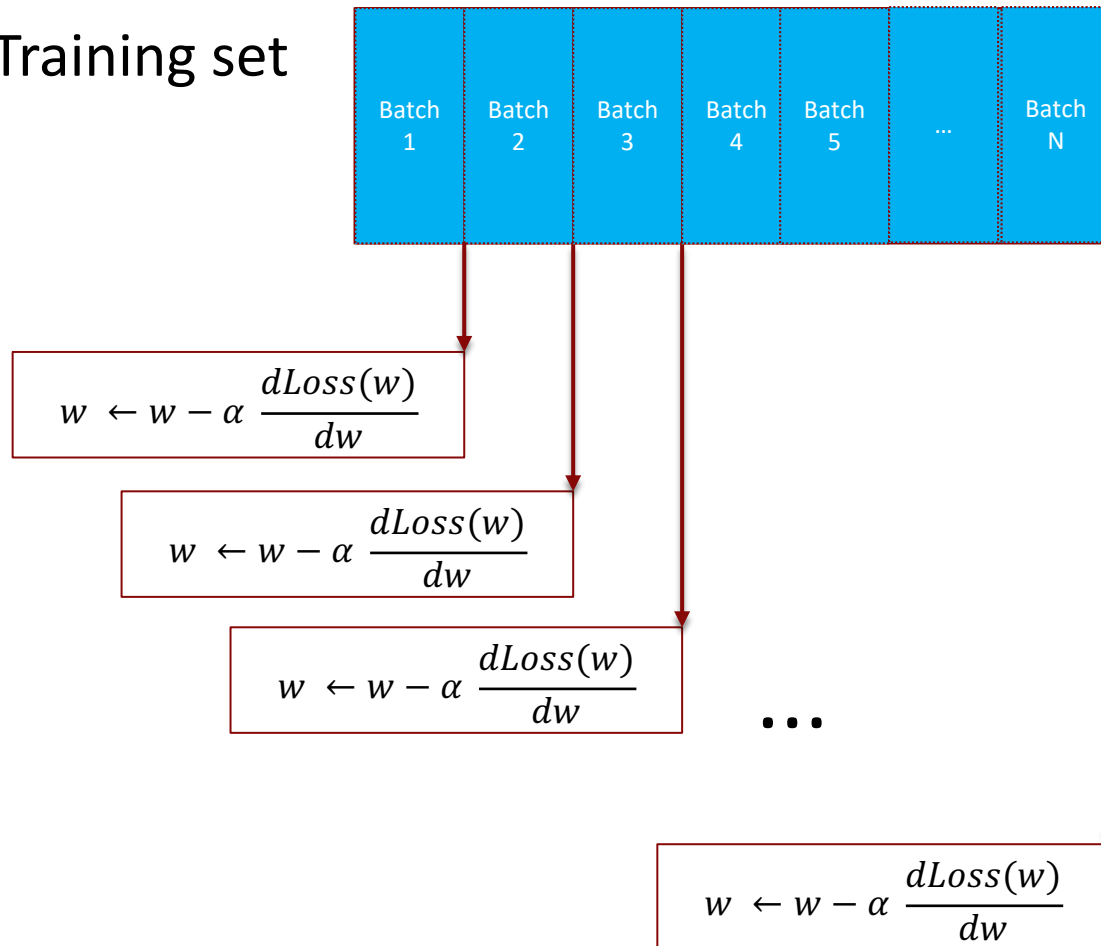 Training set
Batch 1
Batch 2
Batch 3
Batch 4
Batch 5
...
Batch N
w ← w − α dLoss(w)/dw
w ← w − α dLoss(w)/dw
w ← w − α dLoss(w)/dw
...
w ← w − α dLoss(w)/dw